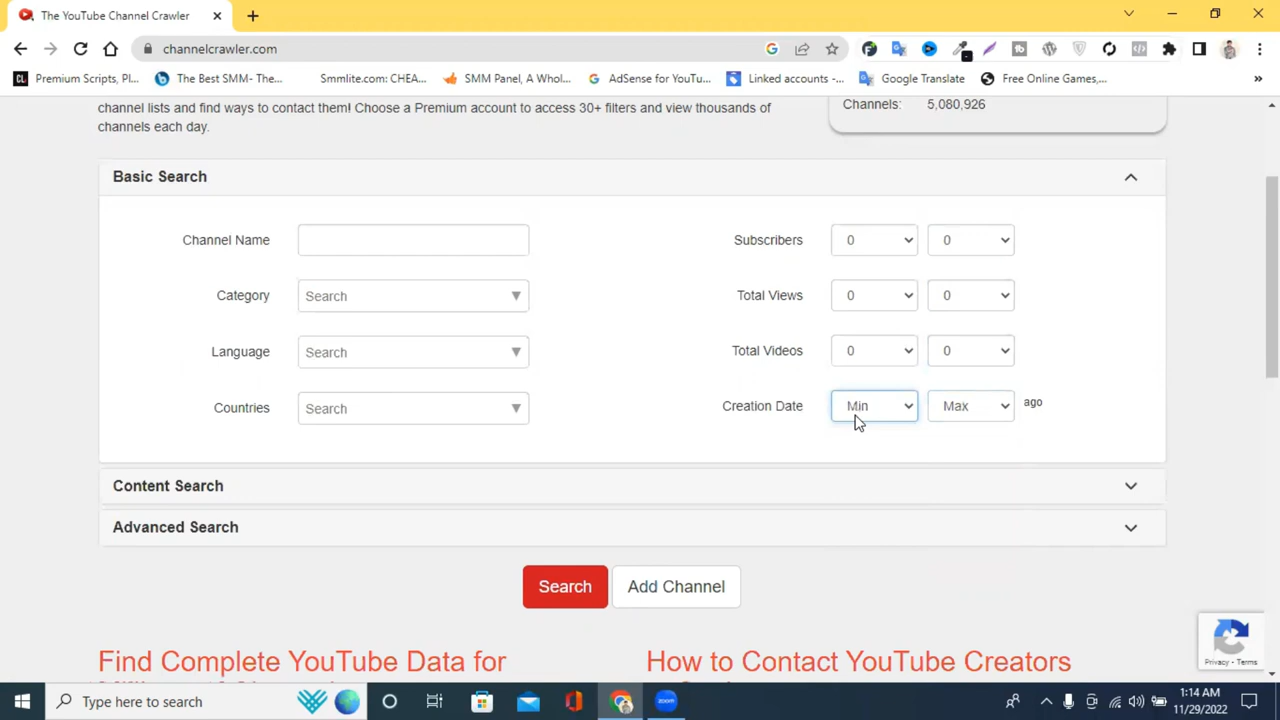 The YouTube Channel Crawler
channelcrawler.com
Premium Scripts, Pl...
The Best SMM- The...
Smmlite.com: CHEA...
SMM Panel, A Whol...
AdSense for YouTu...
Linked accounts -...
Google Translate
Free Online Games,...
channel lists and find ways to contact them! Choose a Premium account to access 30+ filters and view thousands of
channels each day.
Channels: 5,080,926
Basic Search
Channel Name
Subscribers 0 0
Category Search
Total Views 0 0
Language Search
Total Videos 0 0
Countries Search
Creation Date Min Max ago
Content Search
Advanced Search
Search Add Channel
Find Complete YouTube Data for
How to Contact YouTube Creators
Privacy - Terms
Type here to search
zoom
1:14 AM
11/29/2022